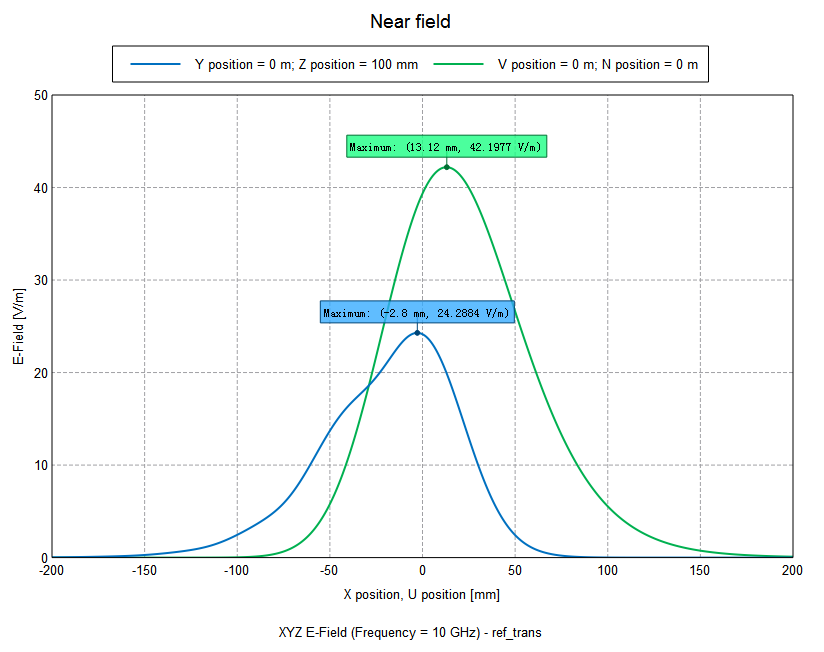 Near field
Y position = 0 m; Z position = 100 mm
V position = 0 m; N position = 0 m
50
Maximum: (13.12 mm, 42.1977 V/m)
40
30
Maximum: (-2.8 mm, 24.2884 V/m)
E-Field [V/m]
20
10
0
-200 -150 -100 -50 0 50 100 150 200
X position, U position [mm]
XYZ E-Field (Frequency = 10 GHz) - ref_trans